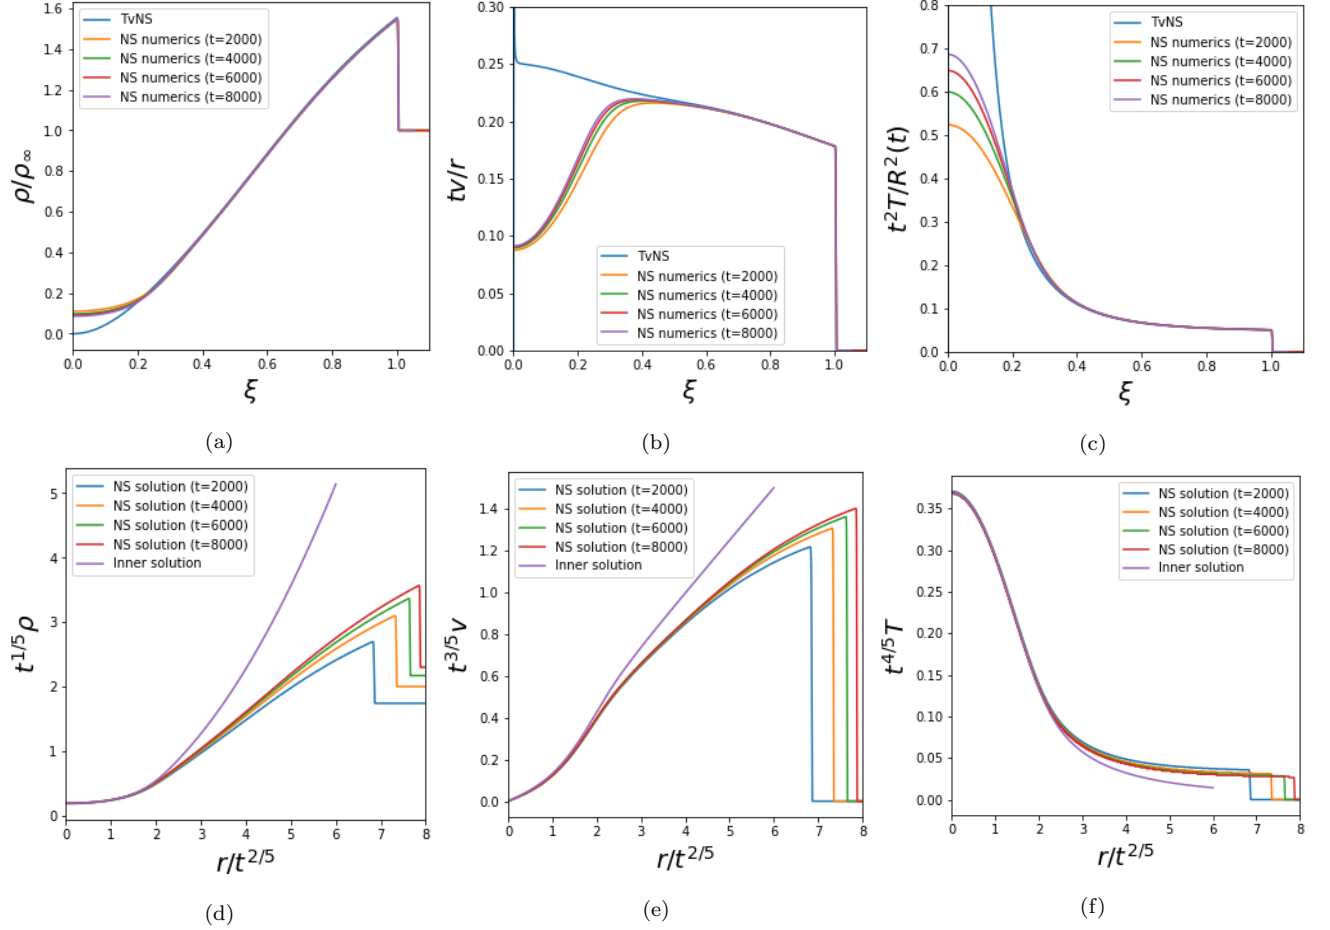 1.6
1.4
1.2
1.0
0.8
0.6
0.4
0.2
0.0
ρ/ρ∞
TvNS
NS numerics (t=2000)
NS numerics (t=4000)
NS numerics (t=6000)
NS numerics (t=8000)
0.0 0.2 0.4 0.6 0.8 1.0
ξ
(a)
0.30
0.25
0.20
0.15
0.10
0.05
0.00
tv/r
TvNS
NS numerics (t=2000)
NS numerics (t=4000)
NS numerics (t=6000)
NS numerics (t=8000)
0.0 0.2 0.4 0.6 0.8 1.0
ξ
(b)
0.8
0.7
0.6
0.5
0.4
0.3
0.2
0.1
0.0
t²T/R²(t)
TvNS
NS numerics (t=2000)
NS numerics (t=4000)
NS numerics (t=6000)
NS numerics (t=8000)
0.0 0.2 0.4 0.6 0.8 1.0
ξ
(c)
5
4
3
2
1
0
t^{1/5}ρ
NS solution (t=2000)
NS solution (t=4000)
NS solution (t=6000)
NS solution (t=8000)
Inner solution
0 1 2 3 4 5 6 7 8
r/t^{2/5}
(d)
1.4
1.2
1.0
0.8
0.6
0.4
0.2
0.0
t^{3/5}v
NS solution (t=2000)
NS solution (t=4000)
NS solution (t=6000)
NS solution (t=8000)
Inner solution
0 1 2 3 4 5 6 7 8
r/t^{2/5}
(e)
0.35
0.30
0.25
0.20
0.15
0.10
0.05
0.00
t^{4/5}T
NS solution (t=2000)
NS solution (t=4000)
NS solution (t=6000)
NS solution (t=8000)
Inner solution
0 1 2 3 4 5 6 7 8
r/t^{2/5}
(f)